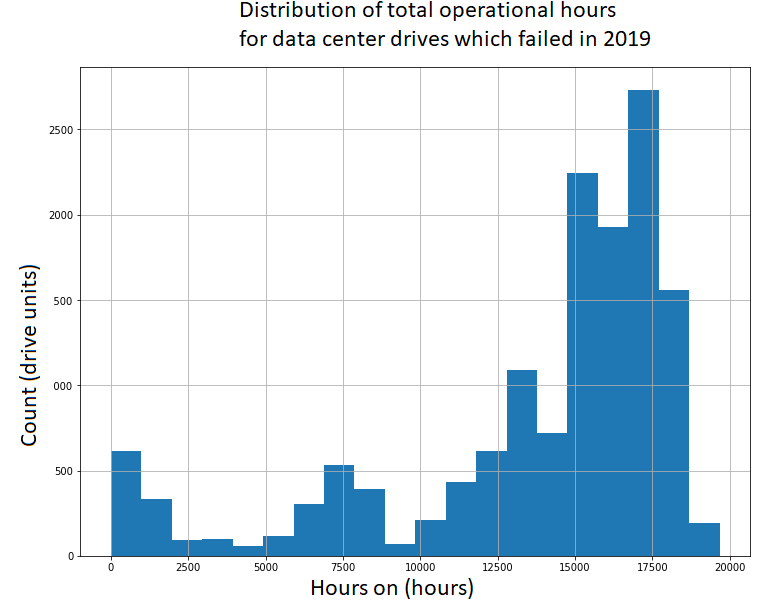 Distribution of total operational hours
for data center drives which failed in 2019
Count (drive units)
2500
2000
500
000
500
0
0 2500 5000 7500 10000 12500 15000 17500 20000
Hours on (hours)